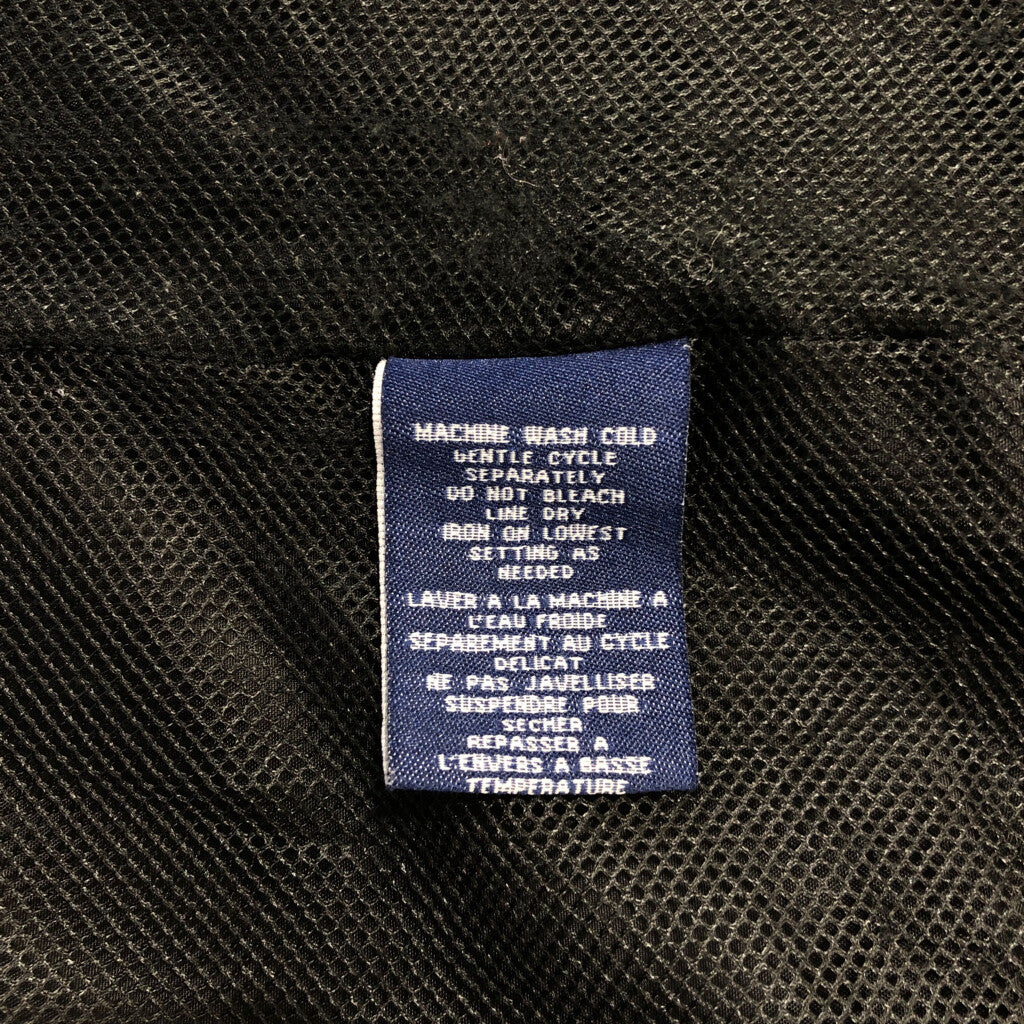 MACHINE WASH COLD
GENTLE CYCLE
SEPARATELY
DO NOT BLEACH
LINE DRY
IRON ON LOWEST
SETTING AS
NEEDED
LAVER A LA MACHINE A
L'EAU FROIDE
SEPAREMENT AU CYCLE
DELICAT
NE PAS JAVELLISER
SUSPENDRE POUR
SECHER
REPASSER A
L'ENVERS A BASSE
TEMPERATURE